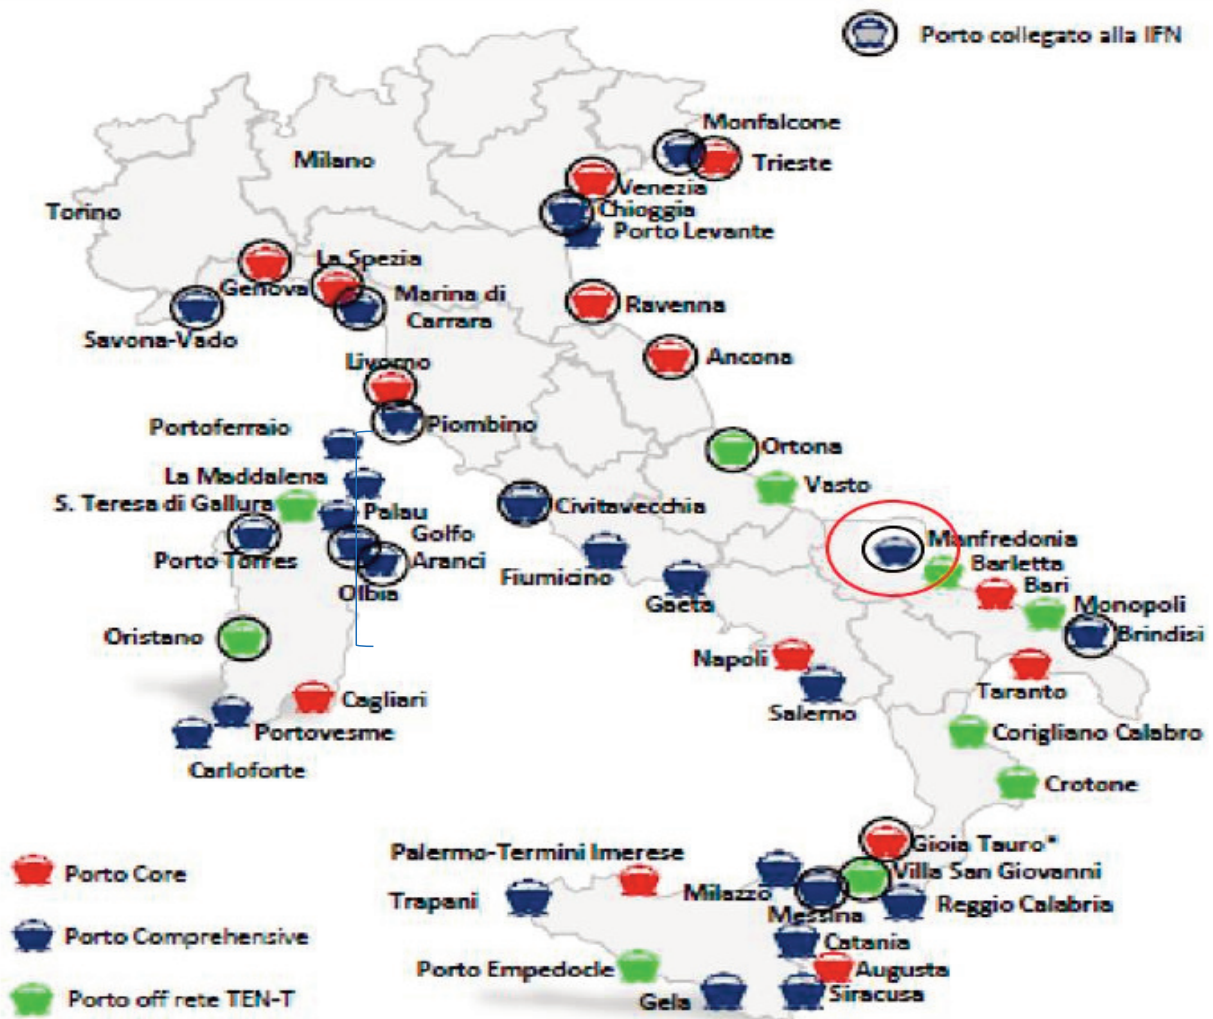 Porto collegato alla IFN
Monfalcone
Trieste
Milano
Venezia
Chioggia
Porto Levante
Torino
La Spezia
Genova
Marina di
Carrara
Ravenna
Savona-Vado
Ancona
Livorno
Piombino
Portoferraio
Ortona
La Maddalena
Vasto
S. Teresa di Gallura
Palau
Civitavecchia
Golfo
Aranci
Porto Torres
Olbia
Fiumicino
Gaeta
Manfredonia
Barletta
Bari
Monopoli
Brindisi
Oristano
Napoli
Taranto
Cagliari
Salerno
Portovesme
Corigliano Calabro
Carloforte
Crotone
Gioia Tauro*
Palermo-Termini Imerese
Villa San Giovanni
Porto Core
Trapani
Milazzo
Messina
Reggio Calabria
Porto Comprehensive
Catania
Porto Empedocle
Augusta
Siracusa
Gela
Porto off rete TEN-T